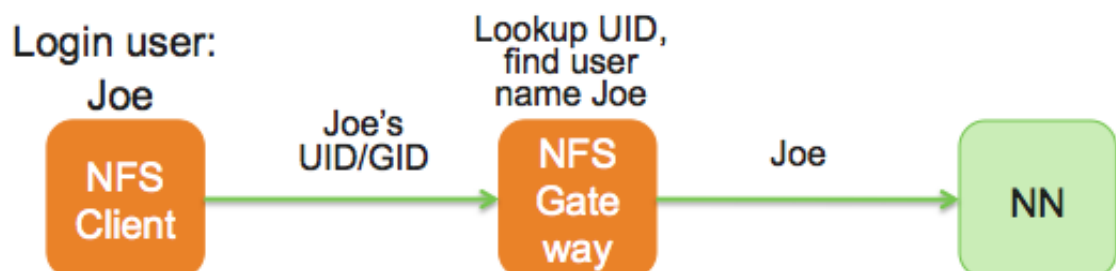 Login user:
Joe
NFS
Client
Joe's
UID/GID
Lookup UID,
find user
name Joe
NFS
Gate
way
Joe
NN